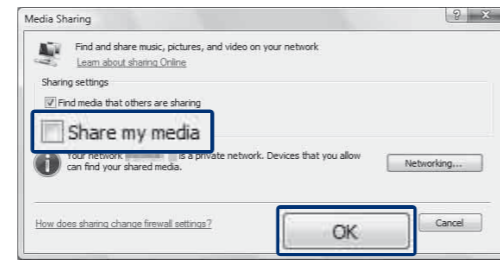 Media Sharing
Find and share music, pictures, and video on your network
Learn about sharing Online
Sharing settings
Find media that others are sharing
Share my media
Your network is a private network. Devices that you allow
can find your shared media.
Networking...
How does sharing change firewall settings?
OK
Cancel